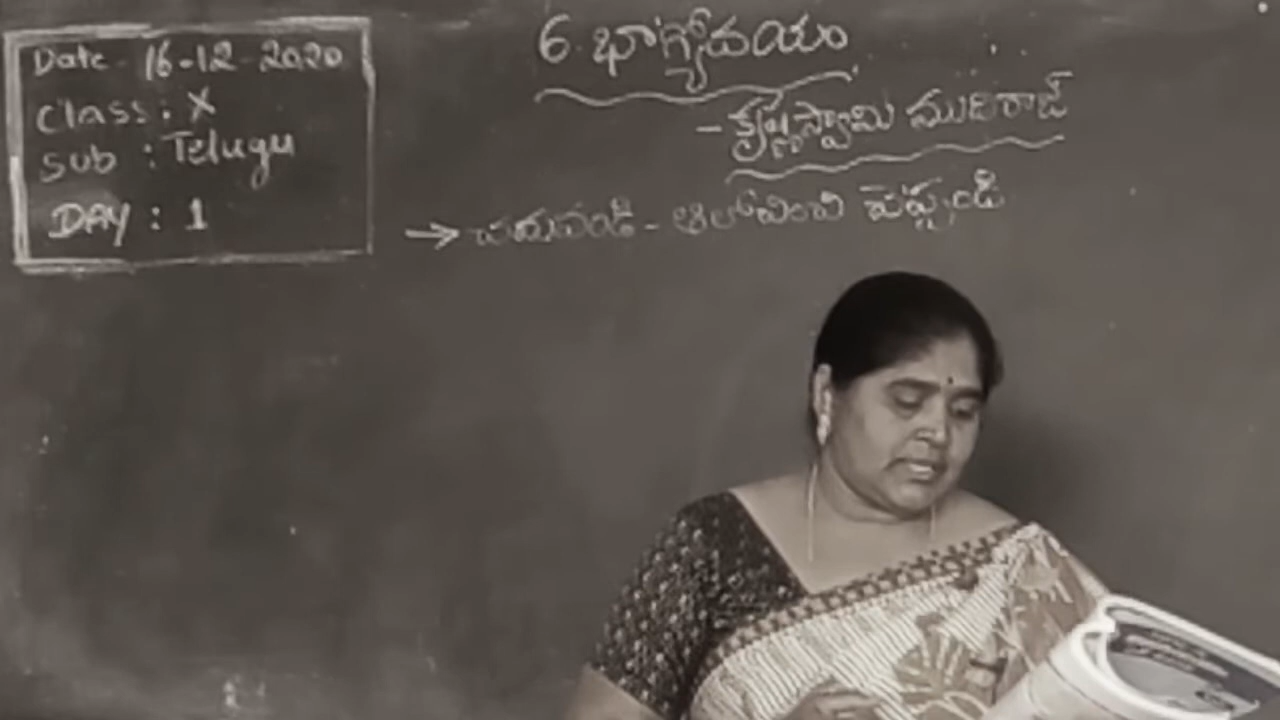 Date - 16-12-2020
Class : X
Sub : Telugu
DAY : 1
6. భాగ్యోదయం
- కృష్ణస్వామి ముదిరాజ్
→ చదవండి - ఆలోచించి చెప్పండి